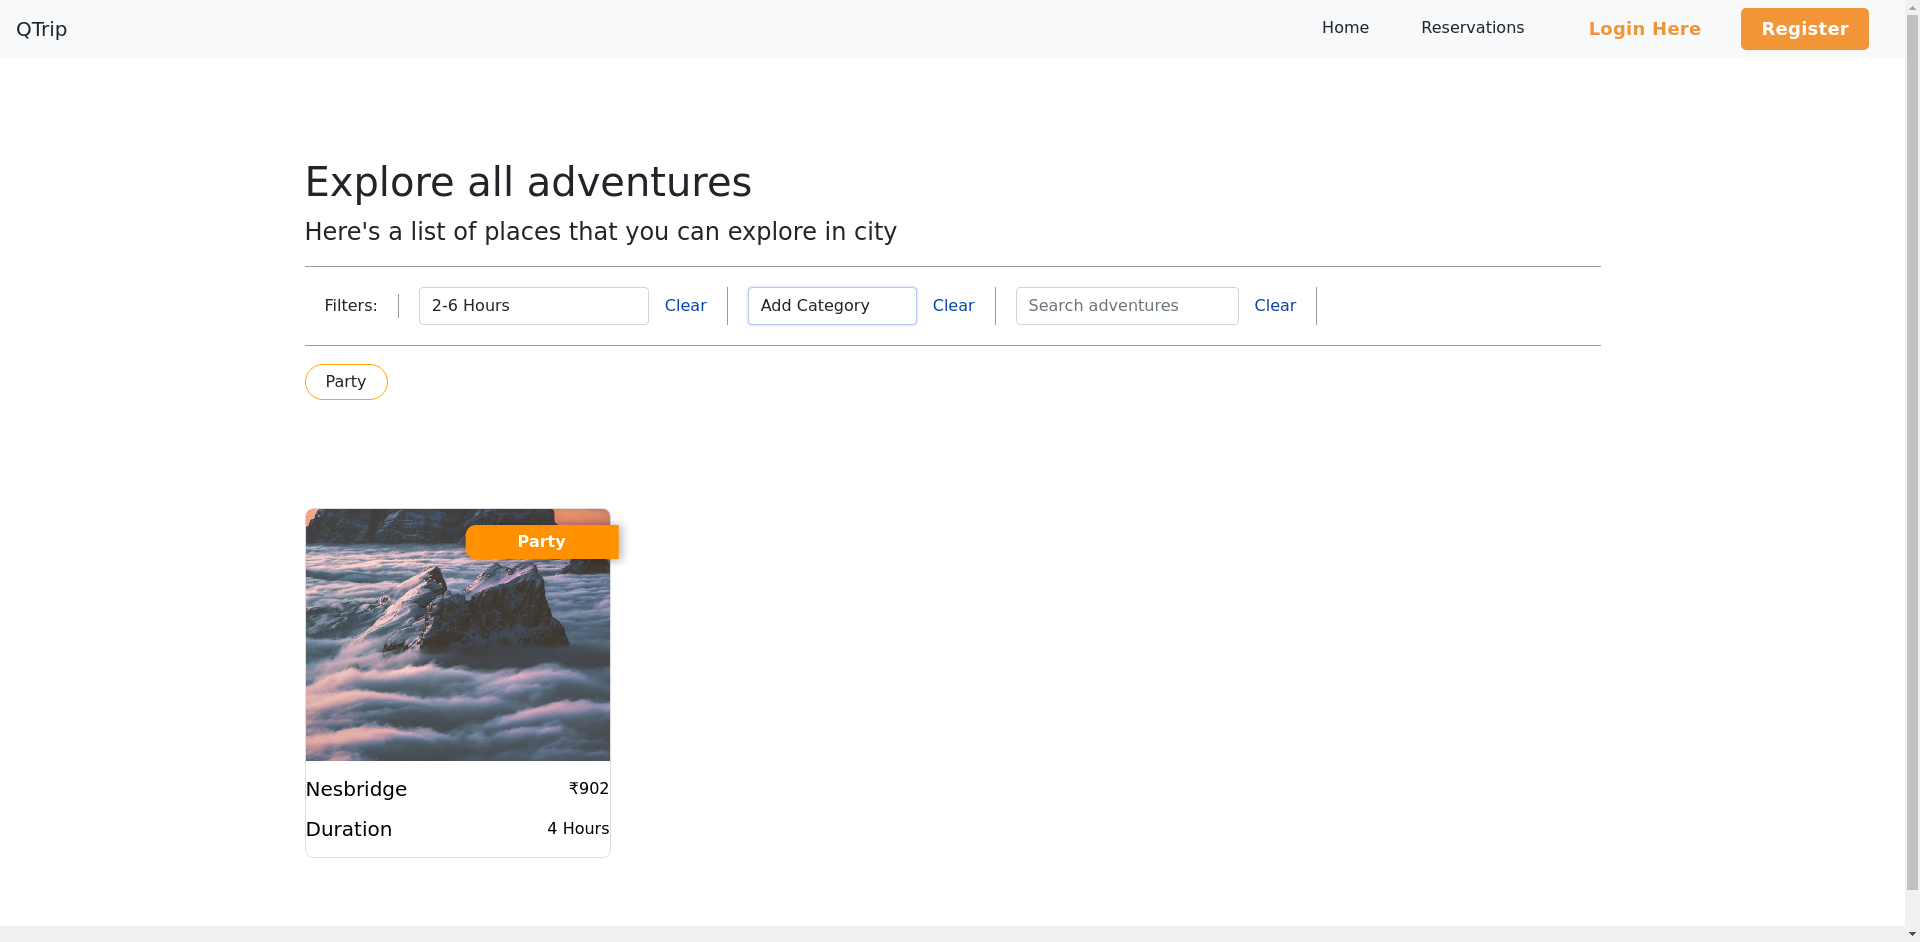 QTrip
Home
Reservations
Login Here
Register
Explore all adventures
Here's a list of places that you can explore in city
Filters:
2-6 Hours
Clear
Add Category
Clear
Search adventures
Clear
Party
Party
Nesbridge
₹902
Duration
4 Hours